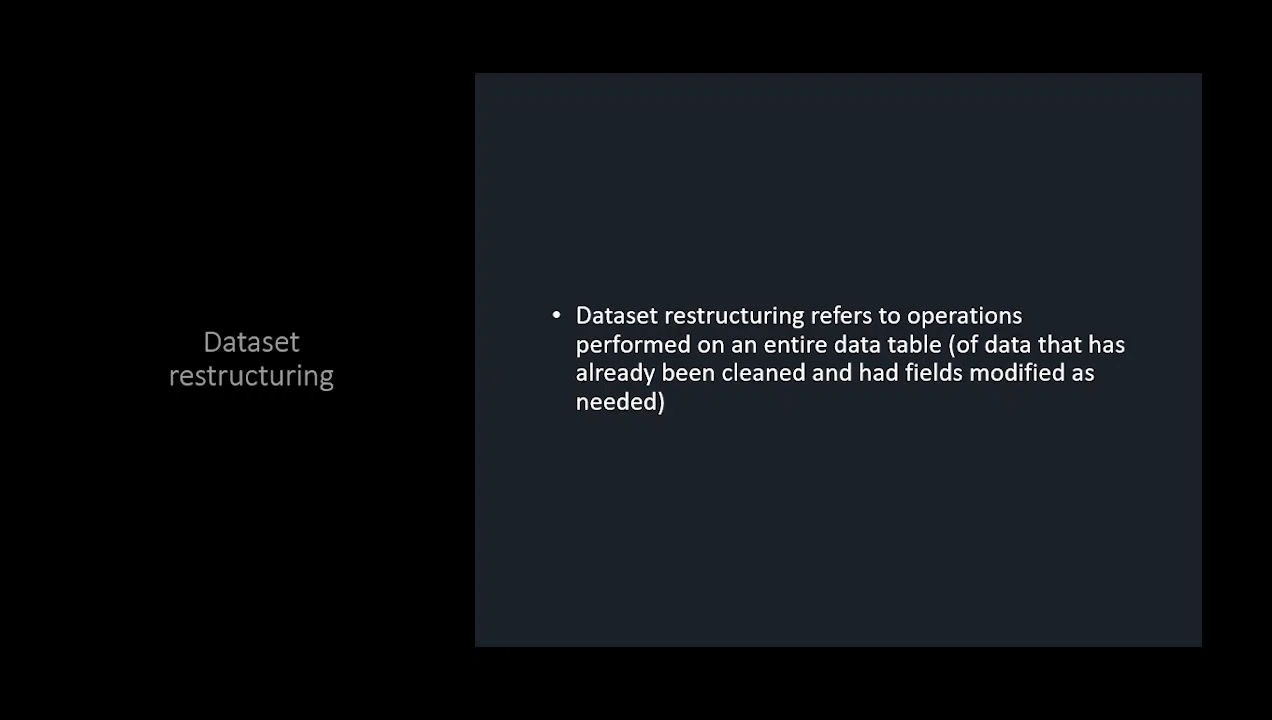 Dataset
restructuring
• Dataset restructuring refers to operations
performed on an entire data table (of data that has
already been cleaned and had fields modified as
needed)